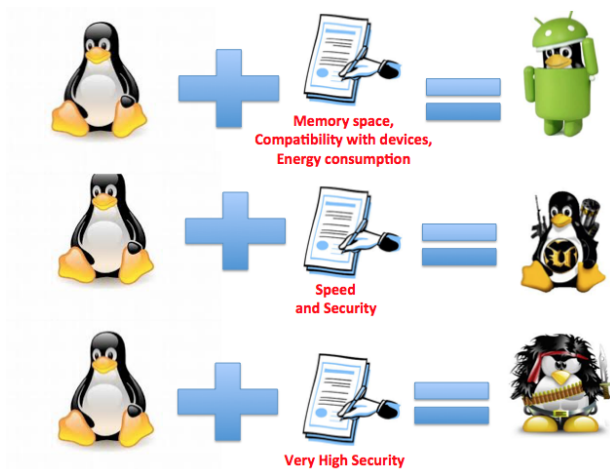 Memory space,
Compatibility with devices,
Energy consumption
Speed
and Security
Very High Security